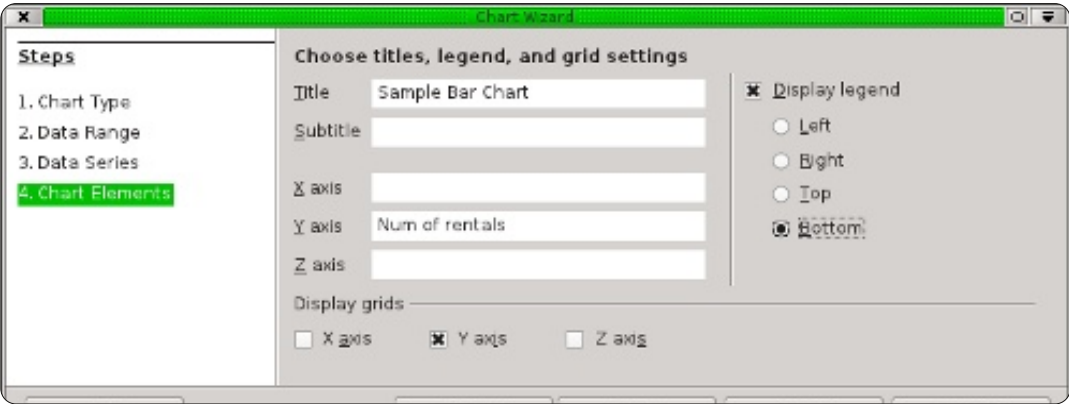 Chart Wizard
Steps
1. Chart Type
2. Data Range
3. Data Series
4. Chart Elements
Choose titles, legend, and grid settings
Title Sample Bar Chart
Subtitle
X axis
Y axis Num of rentals
Z axis
Display legend
Left
Right
Top
Bottom
Display grids
X axis Y axis Z axis